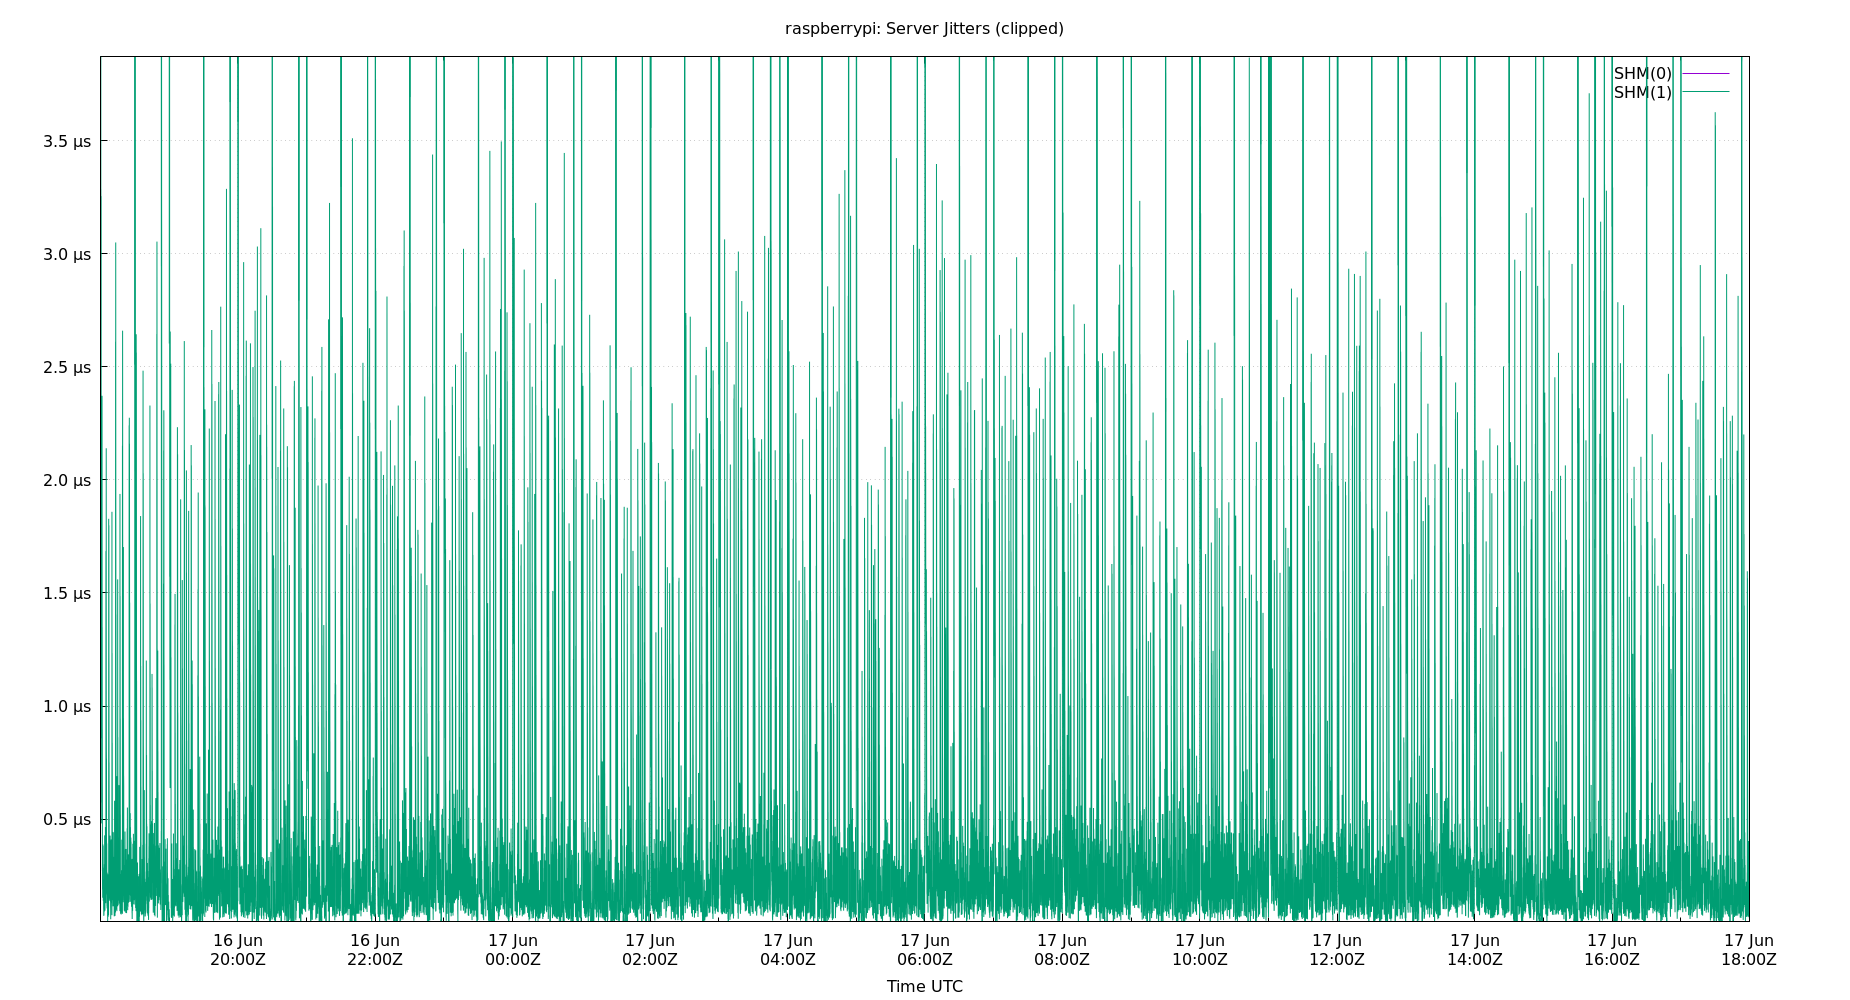 raspberrypi: Server Jitters (clipped)
SHM(0)
SHM(1)
3.5 µs
3.0 µs
2.5 µs
2.0 µs
1.5 µs
1.0 µs
0.5 µs
16 Jun 16 Jun 17 Jun 17 Jun 17 Jun 17 Jun 17 Jun 17 Jun 17 Jun 17 Jun 17 Jun 17 Jun
20:00Z 22:00Z 00:00Z 02:00Z 04:00Z 06:00Z 08:00Z 10:00Z 12:00Z 14:00Z 16:00Z 18:00Z
Time UTC